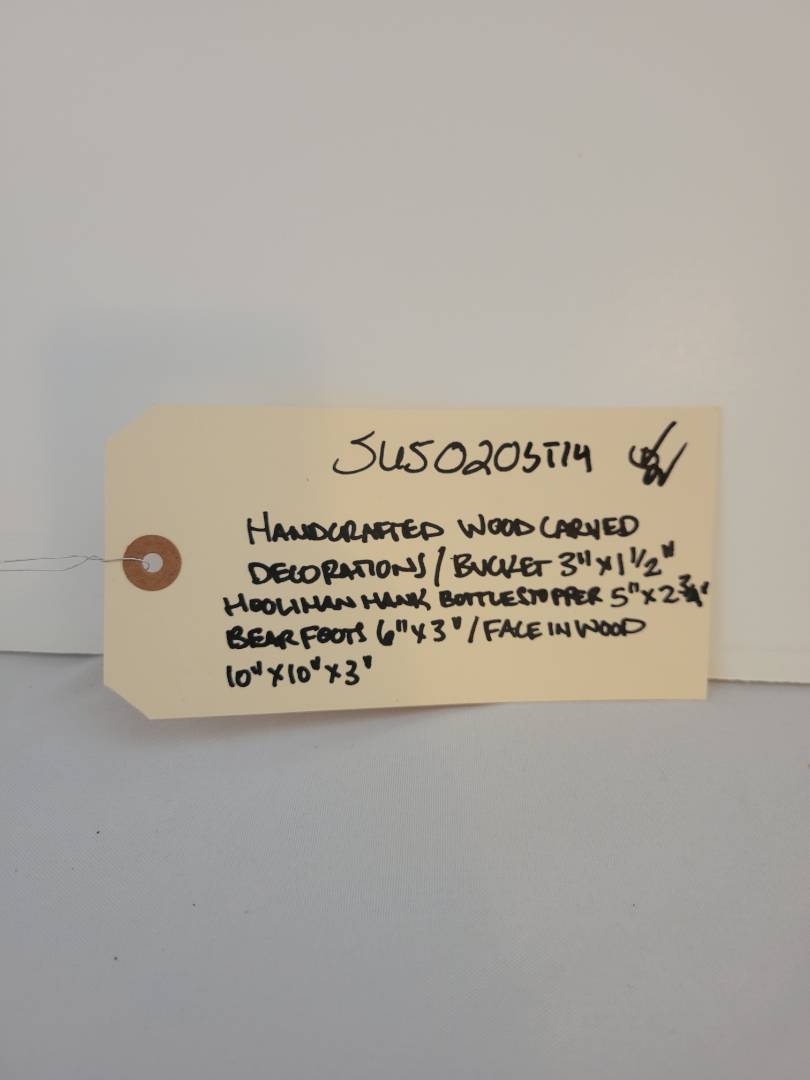 SUS0203T14
HANDCRAFTED WOOD CARVED
DECORATIONS/BUCKET 3"x1 1/2"
HOOLIHAN HANK BOTTLESTOPPER 5"x2 3/4"
BEAR FOOTS 6"x3"/FACE IN WOOD
10"x10"x3"